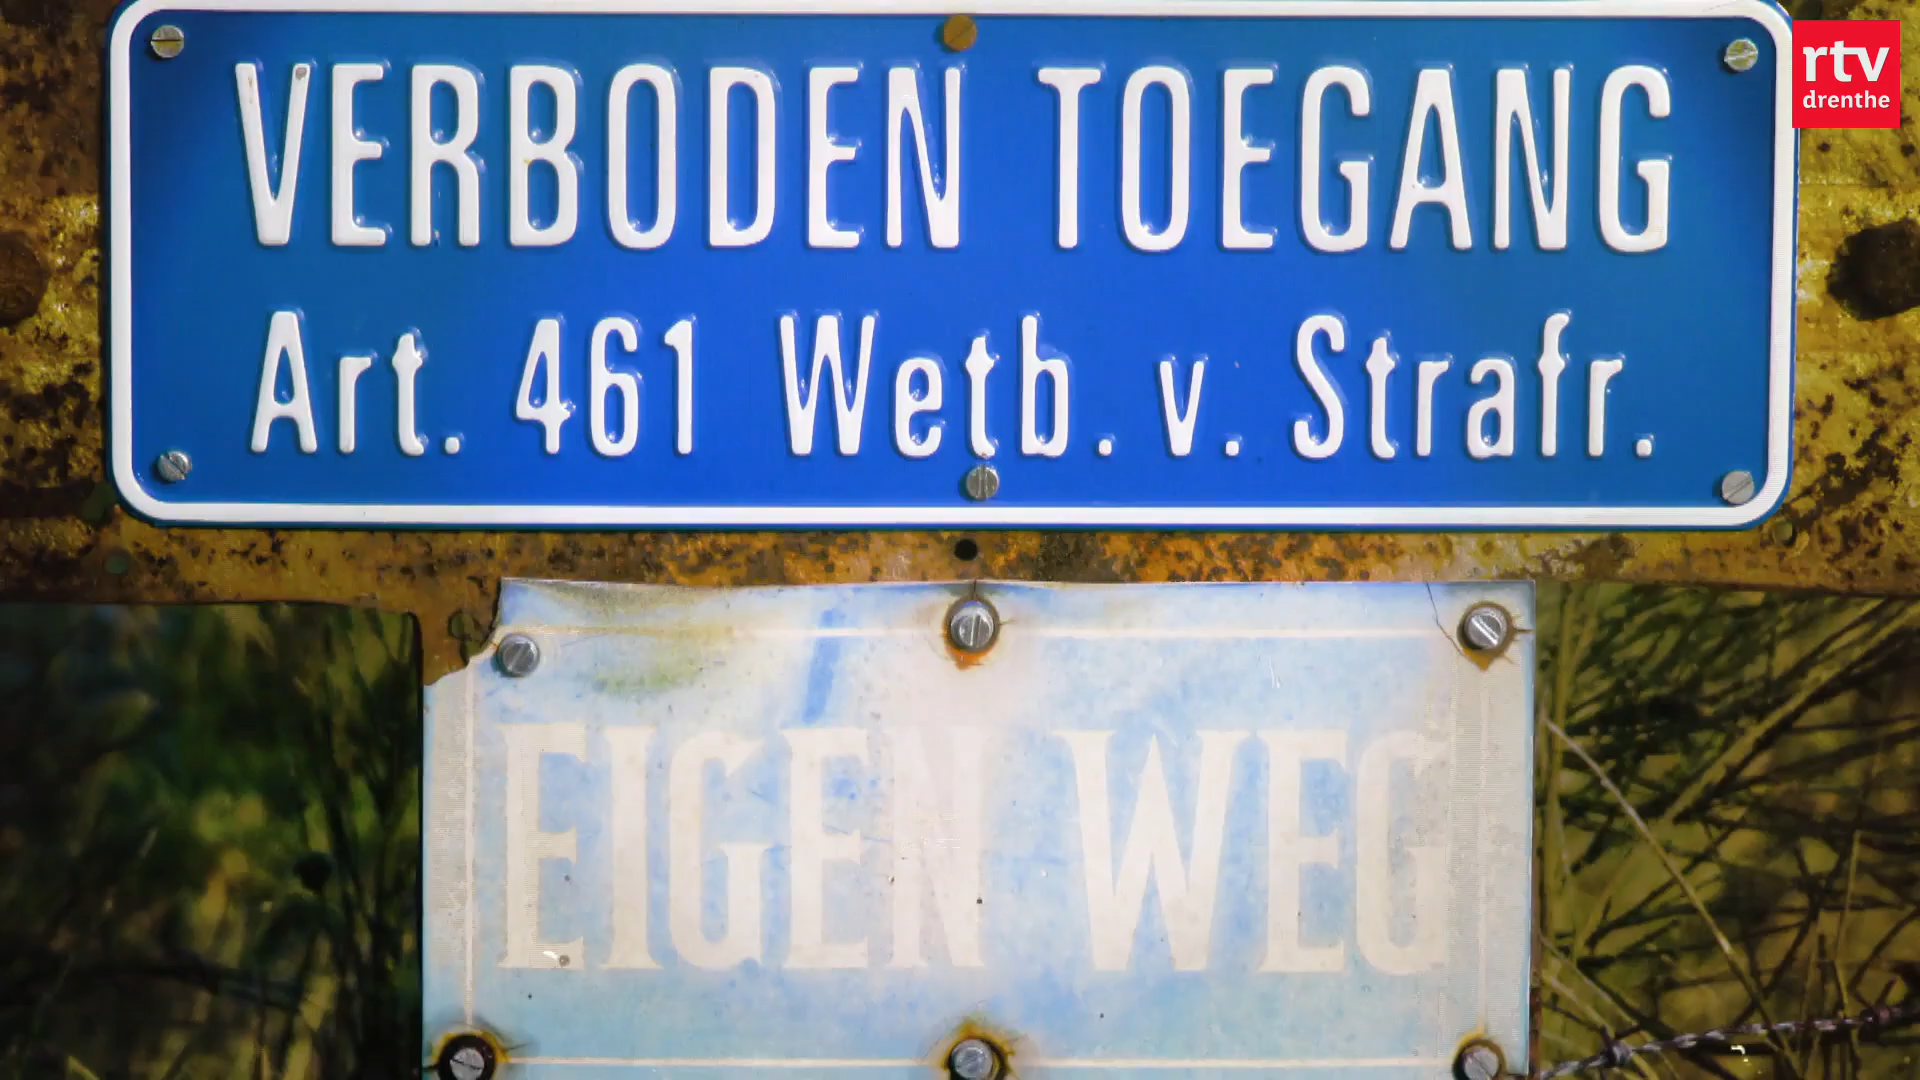 VERBODEN TOEGANG
Art. 461 Wetb. v. Strafr.
EIGEN WEG
rtv
drenthe